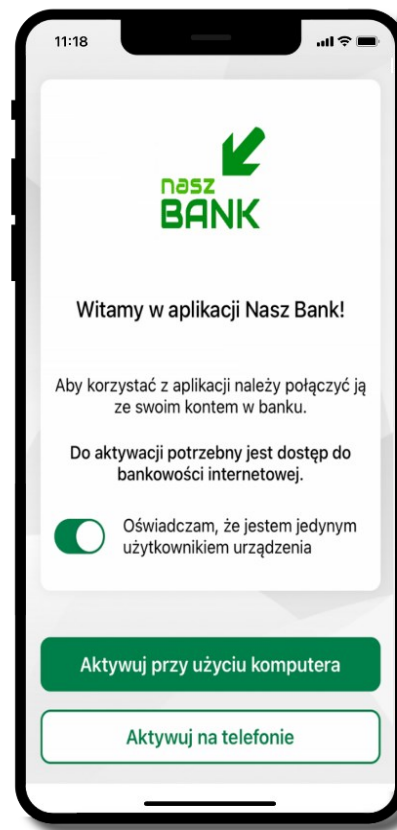 11:18
nasz
BANK
Witamy w aplikacji Nasz Bank!
Aby korzystać z aplikacji należy połączyć ją
ze swoim kontem w banku.
Do aktywacji potrzebny jest dostęp do
bankowości internetowej.
Oświadczam, że jestem jedynym
użytkownikiem urządzenia
Aktywuj przy użyciu komputera
Aktywuj na telefonie